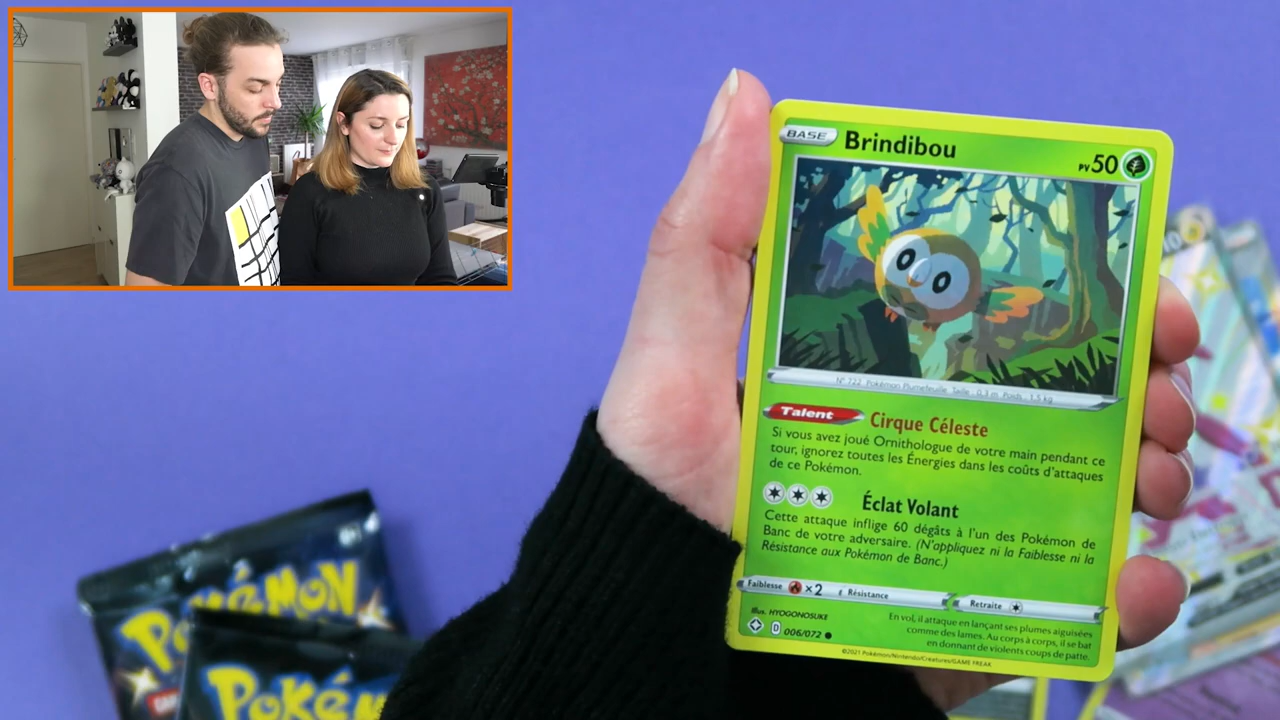 BASE
Brindibou
PV 50
N° 722 Pokémon Plumefeuille Taille : 0,3 m Poids : 1,5 kg
Talent
Cirque Céleste
Si vous avez joué Ornithologue de votre main pendant ce
tour, ignorez toutes les Énergies dans les coûts d'attaques
de ce Pokémon.
Éclat Volant
Cette attaque inflige 60 dégâts à l'un des Pokémon de
Banc de votre adversaire. (N'appliquez ni la Faiblesse ni la
Résistance aux Pokémon de Banc.)
Faiblesse ×2 Résistance Retraite
Illus. HYOGONOSUKE
D 006/072
En vol, il attaque en lançant ses plumes aiguisées
comme des lames. Au corps à corps, il se bat
en donnant de violents coups de patte.
©2021 Pokémon/Nintendo/Creatures/GAME FREAK
POKÉMON
POKÉM